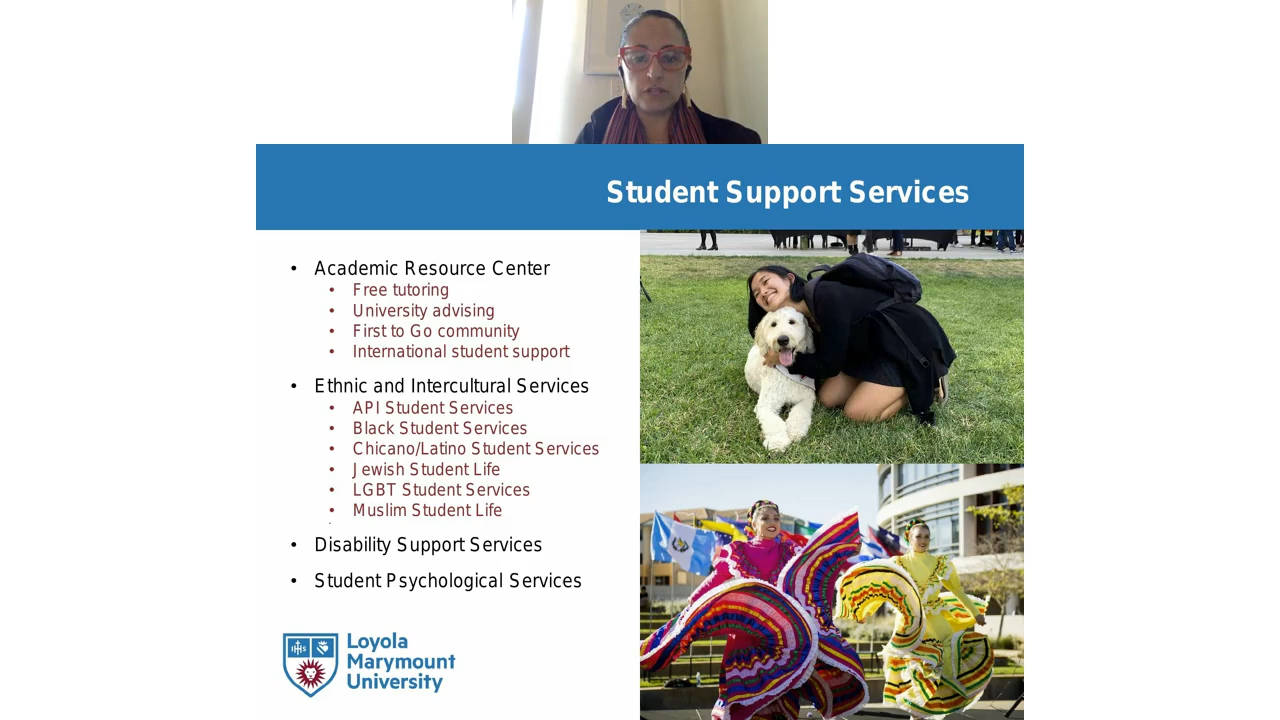 Student Support Services
• Academic Resource Center
• Free tutoring
• University advising
• First to Go community
• International student support
• Ethnic and Intercultural Services
• API Student Services
• Black Student Services
• Chicano/Latino Student Services
• Jewish Student Life
• LGBT Student Services
• Muslim Student Life
• Disability Support Services
• Student Psychological Services
IHS
Loyola
Marymount
University